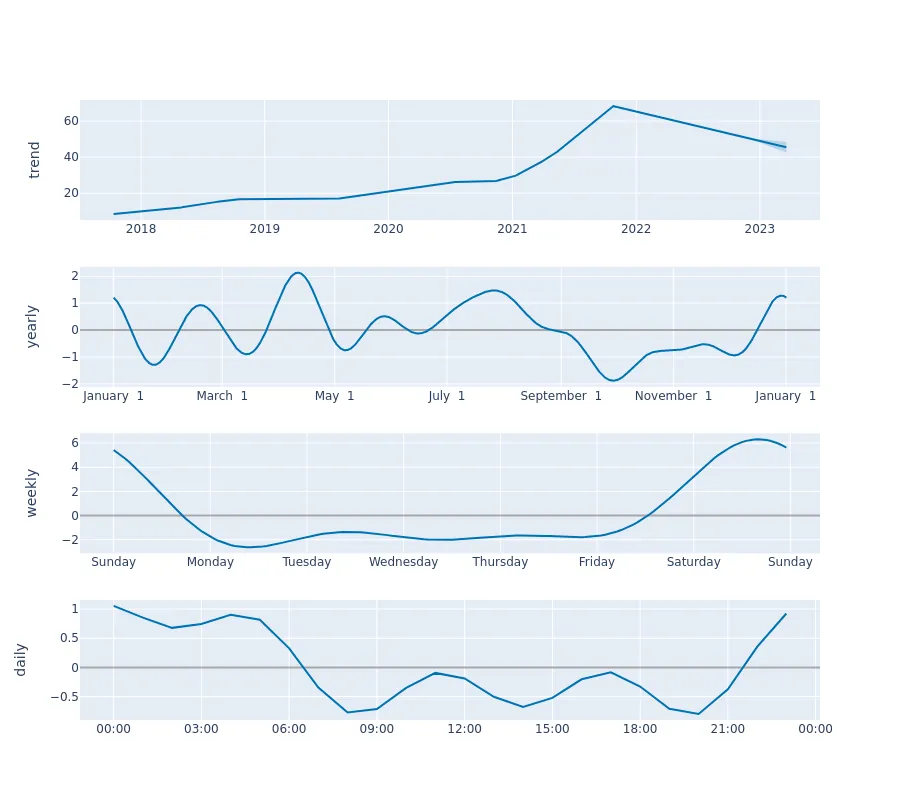 trend
60
40
20
2018 2019 2020 2021 2022 2023
yearly
2
1
0
−1
−2
January 1 March 1 May 1 July 1 September 1 November 1 January 1
weekly
6
4
2
0
−2
Sunday Monday Tuesday Wednesday Thursday Friday Saturday Sunday
daily
1
0.5
0
−0.5
00:00 03:00 06:00 09:00 12:00 15:00 18:00 21:00 00:00